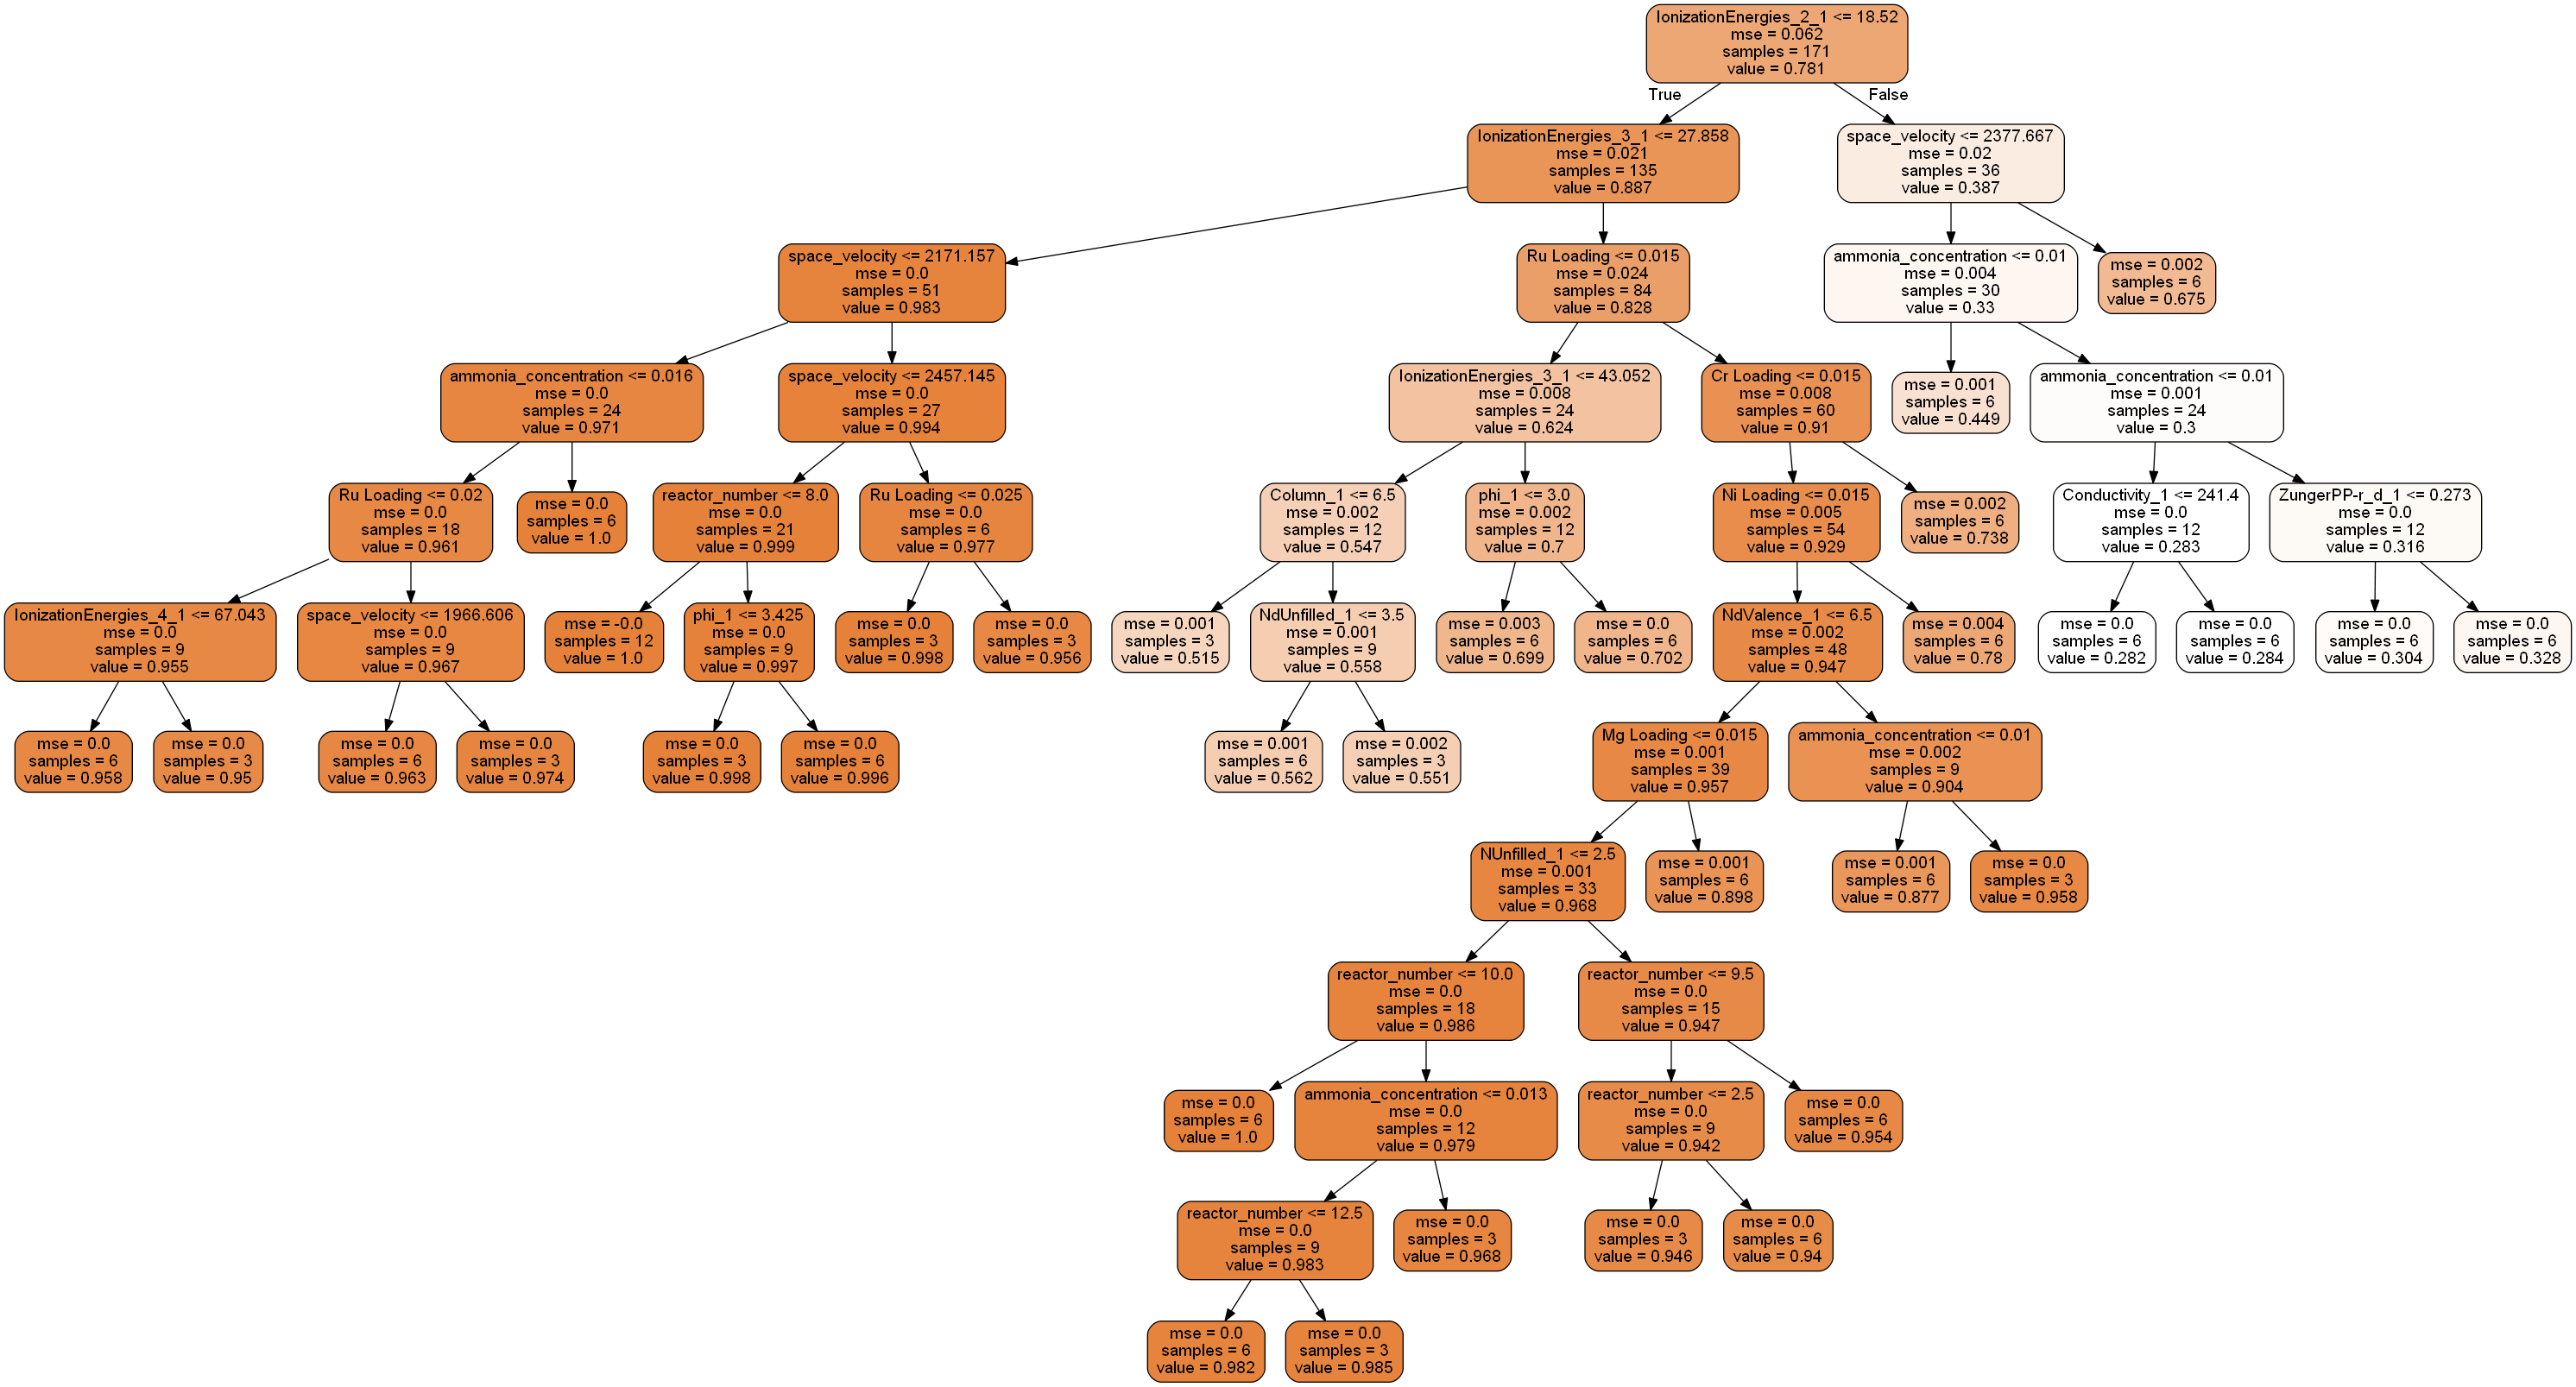 IonizationEnergies_2_1 <= 18.52
mse = 0.062
samples = 171
value = 0.781
True
False
IonizationEnergies_3_1 <= 27.858
mse = 0.021
samples = 135
value = 0.887
space_velocity <= 2377.667
mse = 0.02
samples = 36
value = 0.387
space_velocity <= 2171.157
mse = 0.0
samples = 51
value = 0.983
Ru Loading <= 0.015
mse = 0.024
samples = 84
value = 0.828
ammonia_concentration <= 0.01
mse = 0.004
samples = 30
value = 0.33
mse = 0.002
samples = 6
value = 0.675
ammonia_concentration <= 0.016
mse = 0.0
samples = 24
value = 0.971
space_velocity <= 2457.145
mse = 0.0
samples = 27
value = 0.994
IonizationEnergies_3_1 <= 43.052
mse = 0.008
samples = 24
value = 0.624
Cr Loading <= 0.015
mse = 0.008
samples = 60
value = 0.91
mse = 0.001
samples = 6
value = 0.449
ammonia_concentration <= 0.01
mse = 0.001
samples = 24
value = 0.3
Ru Loading <= 0.02
mse = 0.0
samples = 18
value = 0.961
mse = 0.0
samples = 6
value = 1.0
reactor_number <= 8.0
mse = 0.0
samples = 21
value = 0.999
Ru Loading <= 0.025
mse = 0.0
samples = 6
value = 0.977
Column_1 <= 6.5
mse = 0.002
samples = 12
value = 0.547
phi_1 <= 3.0
mse = 0.002
samples = 12
value = 0.7
Ni Loading <= 0.015
mse = 0.005
samples = 54
value = 0.929
mse = 0.002
samples = 6
value = 0.738
Conductivity_1 <= 241.4
mse = 0.0
samples = 12
value = 0.283
ZungerPP-r_d_1 <= 0.273
mse = 0.0
samples = 12
value = 0.316
IonizationEnergies_4_1 <= 67.043
mse = 0.0
samples = 9
value = 0.955
space_velocity <= 1966.606
mse = 0.0
samples = 9
value = 0.967
mse = -0.0
samples = 12
value = 1.0
phi_1 <= 3.425
mse = 0.0
samples = 9
value = 0.997
mse = 0.0
samples = 3
value = 0.998
mse = 0.0
samples = 3
value = 0.956
mse = 0.001
samples = 3
value = 0.515
NdUnfilled_1 <= 3.5
mse = 0.001
samples = 9
value = 0.558
mse = 0.003
samples = 6
value = 0.699
mse = 0.0
samples = 6
value = 0.702
NdValence_1 <= 6.5
mse = 0.002
samples = 48
value = 0.947
mse = 0.004
samples = 6
value = 0.78
mse = 0.0
samples = 6
value = 0.282
mse = 0.0
samples = 6
value = 0.284
mse = 0.0
samples = 6
value = 0.304
mse = 0.0
samples = 6
value = 0.328
mse = 0.0
samples = 6
value = 0.958
mse = 0.0
samples = 3
value = 0.95
mse = 0.0
samples = 6
value = 0.963
mse = 0.0
samples = 3
value = 0.974
mse = 0.0
samples = 3
value = 0.998
mse = 0.0
samples = 6
value = 0.996
mse = 0.001
samples = 6
value = 0.562
mse = 0.002
samples = 3
value = 0.551
Mg Loading <= 0.015
mse = 0.001
samples = 39
value = 0.957
ammonia_concentration <= 0.01
mse = 0.002
samples = 9
value = 0.904
NUnfilled_1 <= 2.5
mse = 0.001
samples = 33
value = 0.968
mse = 0.001
samples = 6
value = 0.898
mse = 0.001
samples = 6
value = 0.877
mse = 0.0
samples = 3
value = 0.958
reactor_number <= 10.0
mse = 0.0
samples = 18
value = 0.986
reactor_number <= 9.5
mse = 0.0
samples = 15
value = 0.947
mse = 0.0
samples = 6
value = 1.0
ammonia_concentration <= 0.013
mse = 0.0
samples = 12
value = 0.979
reactor_number <= 2.5
mse = 0.0
samples = 9
value = 0.942
mse = 0.0
samples = 6
value = 0.954
reactor_number <= 12.5
mse = 0.0
samples = 9
value = 0.983
mse = 0.0
samples = 3
value = 0.968
mse = 0.0
samples = 3
value = 0.946
mse = 0.0
samples = 6
value = 0.94
mse = 0.0
samples = 6
value = 0.982
mse = 0.0
samples = 3
value = 0.985